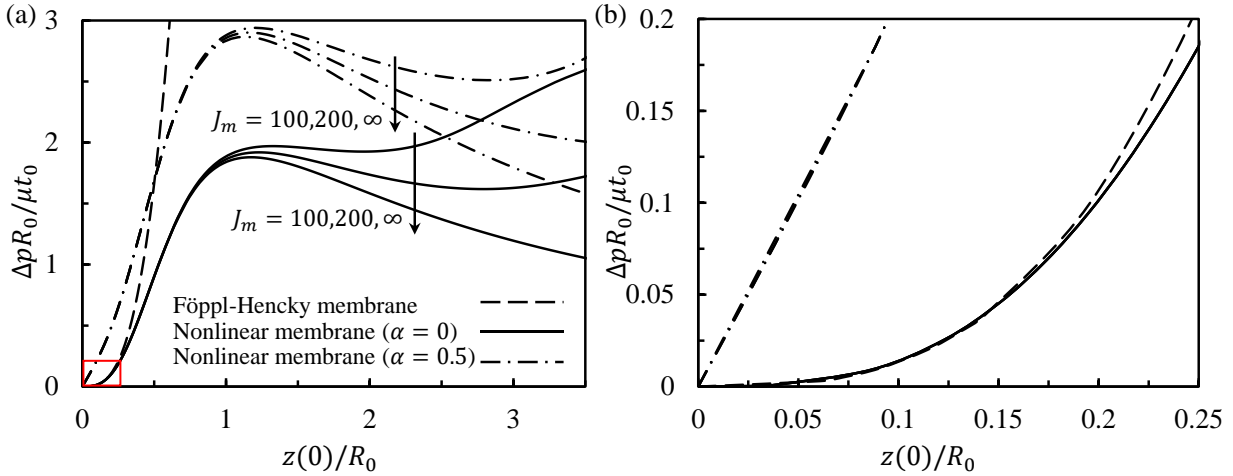 (a)
3
2
1
0
ΔpR₀/μt₀
J_m = 100,200, ∞
J_m = 100,200, ∞
Föppl-Hencky membrane
Nonlinear membrane (α = 0)
Nonlinear membrane (α = 0.5)
0 1 2 3
z(0)/R₀
(b)
0.2
0.15
0.1
0.05
0
ΔpR₀/μt₀
0 0.05 0.1 0.15 0.2 0.25
z(0)/R₀